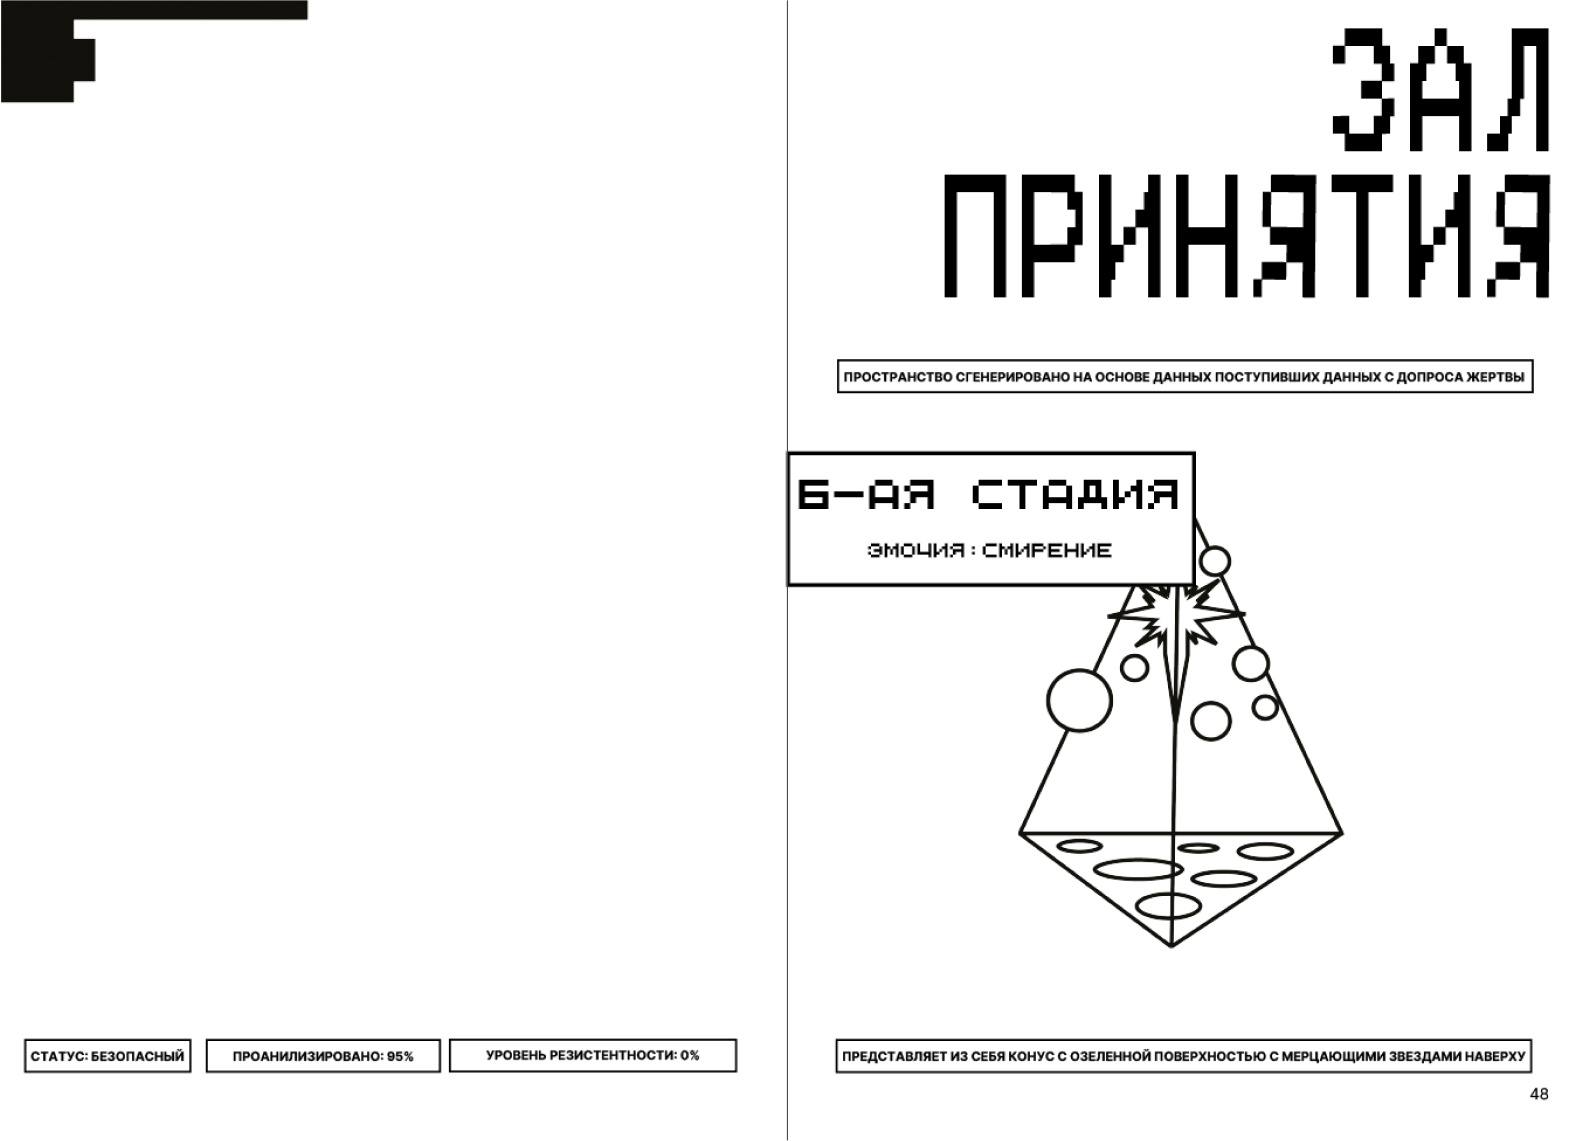 СТАТУС: БЕЗОПАСНЫЙ
ПРОАНИЛИЗИРОВАНО: 95%
УРОВЕНЬ РЕЗИСТЕНТНОСТИ: 0%
ЗАЛ
ПРИНЯТИЯ
ПРОСТРАНСТВО СГЕНЕРИРОВАНО НА ОСНОВЕ ДАННЫХ ПОСТУПИВШИХ ДАННЫХ С ДОПРОСА ЖЕРТВЫ
6-АЯ СТАДИЯ
ЭМОЧИЯ:СМИРЕНИЕ
ПРЕДСТАВЛЯЕТ ИЗ СЕБЯ КОНУС С ОЗЕЛЕННОЙ ПОВЕРХНОСТЬЮ С МЕРЦАЮЩИМИ ЗВЕЗДАМИ НАВЕРХУ
48